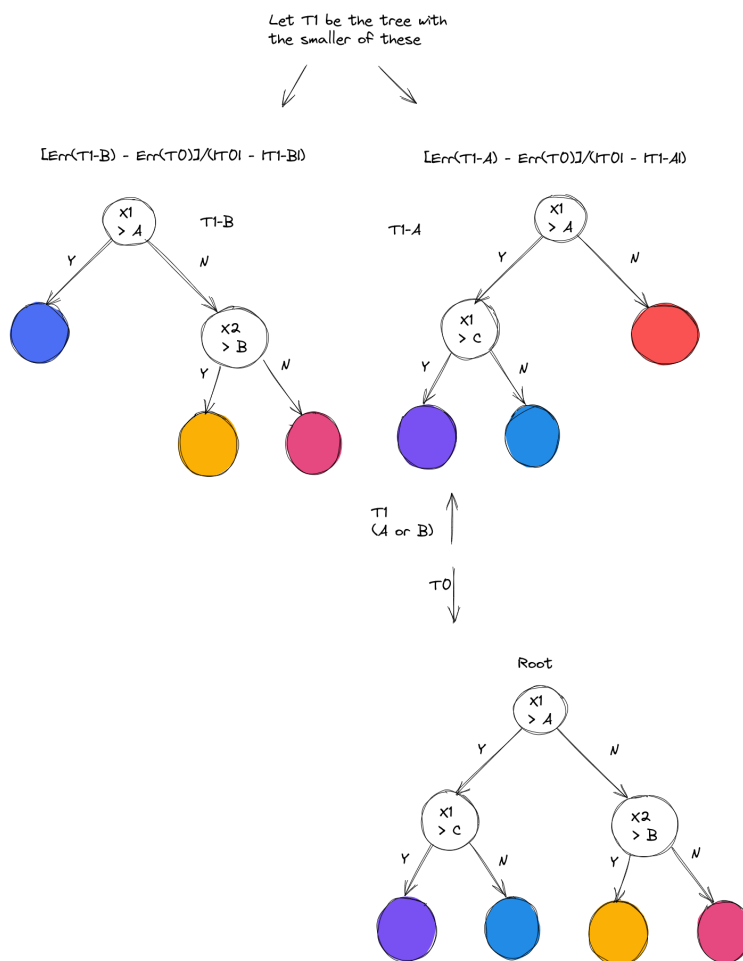 Let T1 be the tree with
the smaller of these
[Err(T1-B) - Err(T0)]/(|T0| - |T1-B|)
[Err(T1-A) - Err(T0)]/(|T0| - |T1-A|)
x1
> A
T1-B
Y
N
x2
> B
Y
N
T1-A
x1
> A
Y
N
x1
> C
Y
N
T1
(A or B)
T0
Root
x1
> A
Y
N
x1
> C
Y
N
x2
> B
Y
N